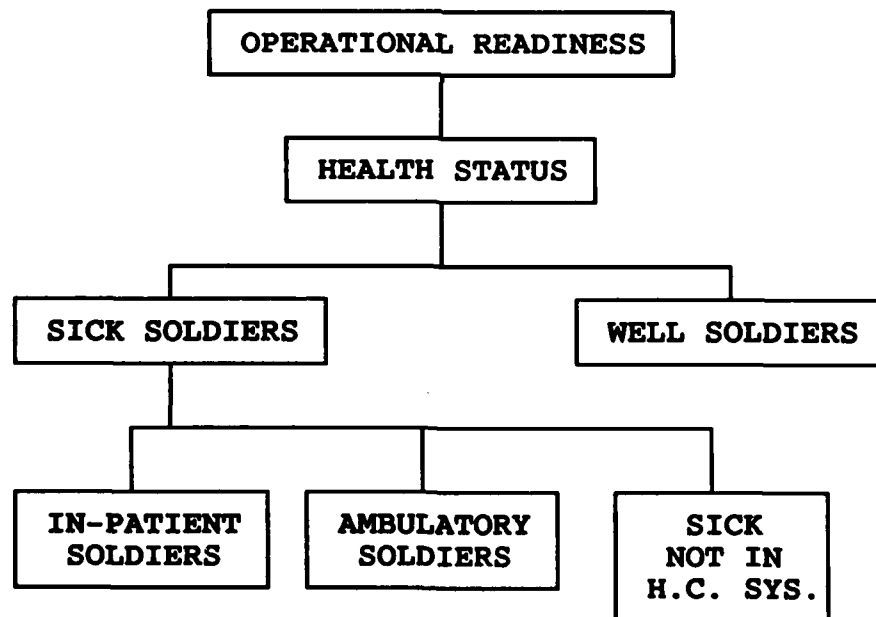 OPERATIONAL READINESS
HEALTH STATUS
SICK SOLDIERS
WELL SOLDIERS
IN-PATIENT
SOLDIERS
AMBULATORY
SOLDIERS
SICK
NOT IN
H.C. SYS.